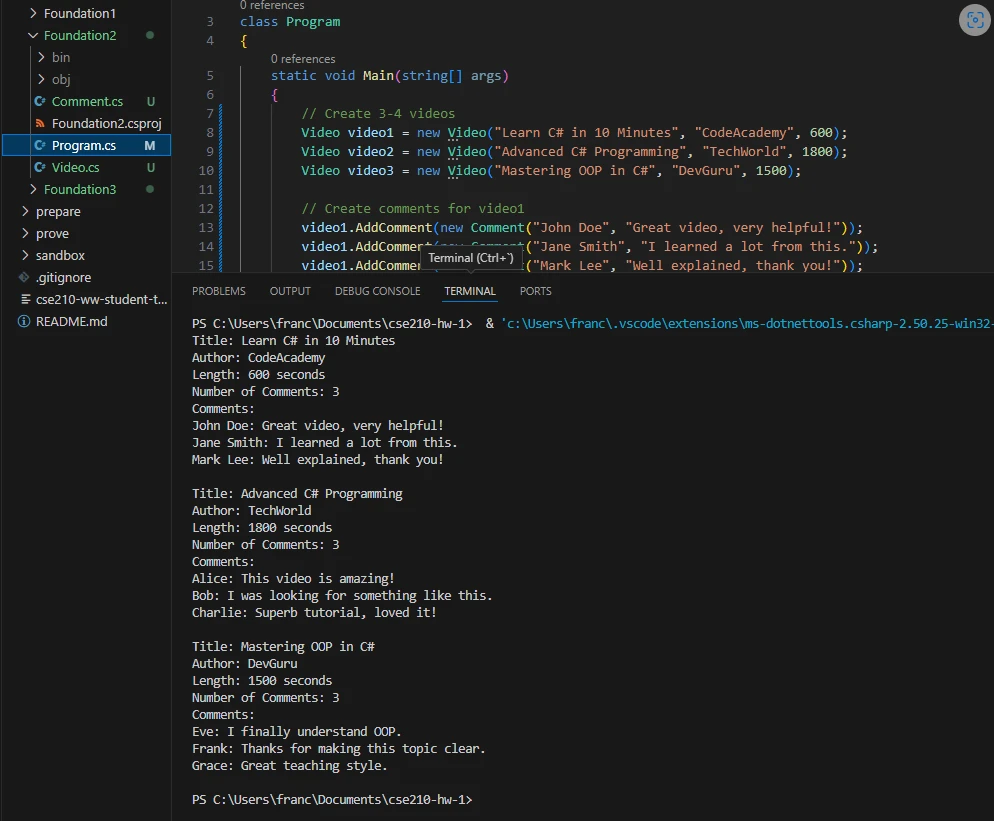 Foundation1
Foundation2
bin
obj
Comment.cs U
Foundation2.csproj
Program.cs M
Video.cs U
Foundation3
prepare
prove
sandbox
.gitignore
cse210-ww-student-t...
README.md
0 references
3 class Program
4 {
0 references
5 static void Main(string[] args)
6 {
7 // Create 3-4 videos
8 Video video1 = new Video("Learn C# in 10 Minutes", "CodeAcademy", 600);
9 Video video2 = new Video("Advanced C# Programming", "TechWorld", 1800);
10 Video video3 = new Video("Mastering OOP in C#", "DevGuru", 1500);
11
12 // Create comments for video1
13 video1.AddComment(new Comment("John Doe", "Great video, very helpful!"));
14 video1.AddComment(new Comment("Jane Smith", "I learned a lot from this."));
Terminal (Ctrl+`)
15 video1.AddCommen ("Mark Lee", "Well explained, thank you!"));
PROBLEMS OUTPUT DEBUG CONSOLE TERMINAL PORTS
PS C:\Users\franc\Documents\cse210-hw-1> & 'c:\Users\franc\.vscode\extensions\ms-dotnettools.csharp-2.50.25-win32-
Title: Learn C# in 10 Minutes
Author: CodeAcademy
Length: 600 seconds
Number of Comments: 3
Comments:
John Doe: Great video, very helpful!
Jane Smith: I learned a lot from this.
Mark Lee: Well explained, thank you!
Title: Advanced C# Programming
Author: TechWorld
Length: 1800 seconds
Number of Comments: 3
Comments:
Alice: This video is amazing!
Bob: I was looking for something like this.
Charlie: Superb tutorial, loved it!
Title: Mastering OOP in C#
Author: DevGuru
Length: 1500 seconds
Number of Comments: 3
Comments:
Eve: I finally understand OOP.
Frank: Thanks for making this topic clear.
Grace: Great teaching style.
PS C:\Users\franc\Documents\cse210-hw-1>